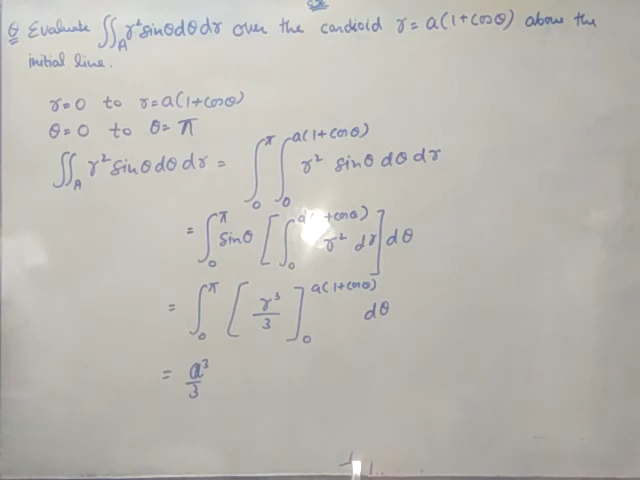 Q Evaluate ∬_A r² sinθ dθ dr over the cardioid r = a(1+cosθ) above the
initial line.
r=0 to r=a(1+cosθ)
θ=0 to θ=π
∬_A r² sinθ dθ dr = ∫_0^π ∫_0^{a(1+cosθ)} r² sinθ dθ dr
= ∫_0^π sinθ [ ∫_0^{a(1+cosθ)} r² dr ] dθ
= ∫_0^π [ r³/3 ]_0^{a(1+cosθ)} dθ
= a³/3